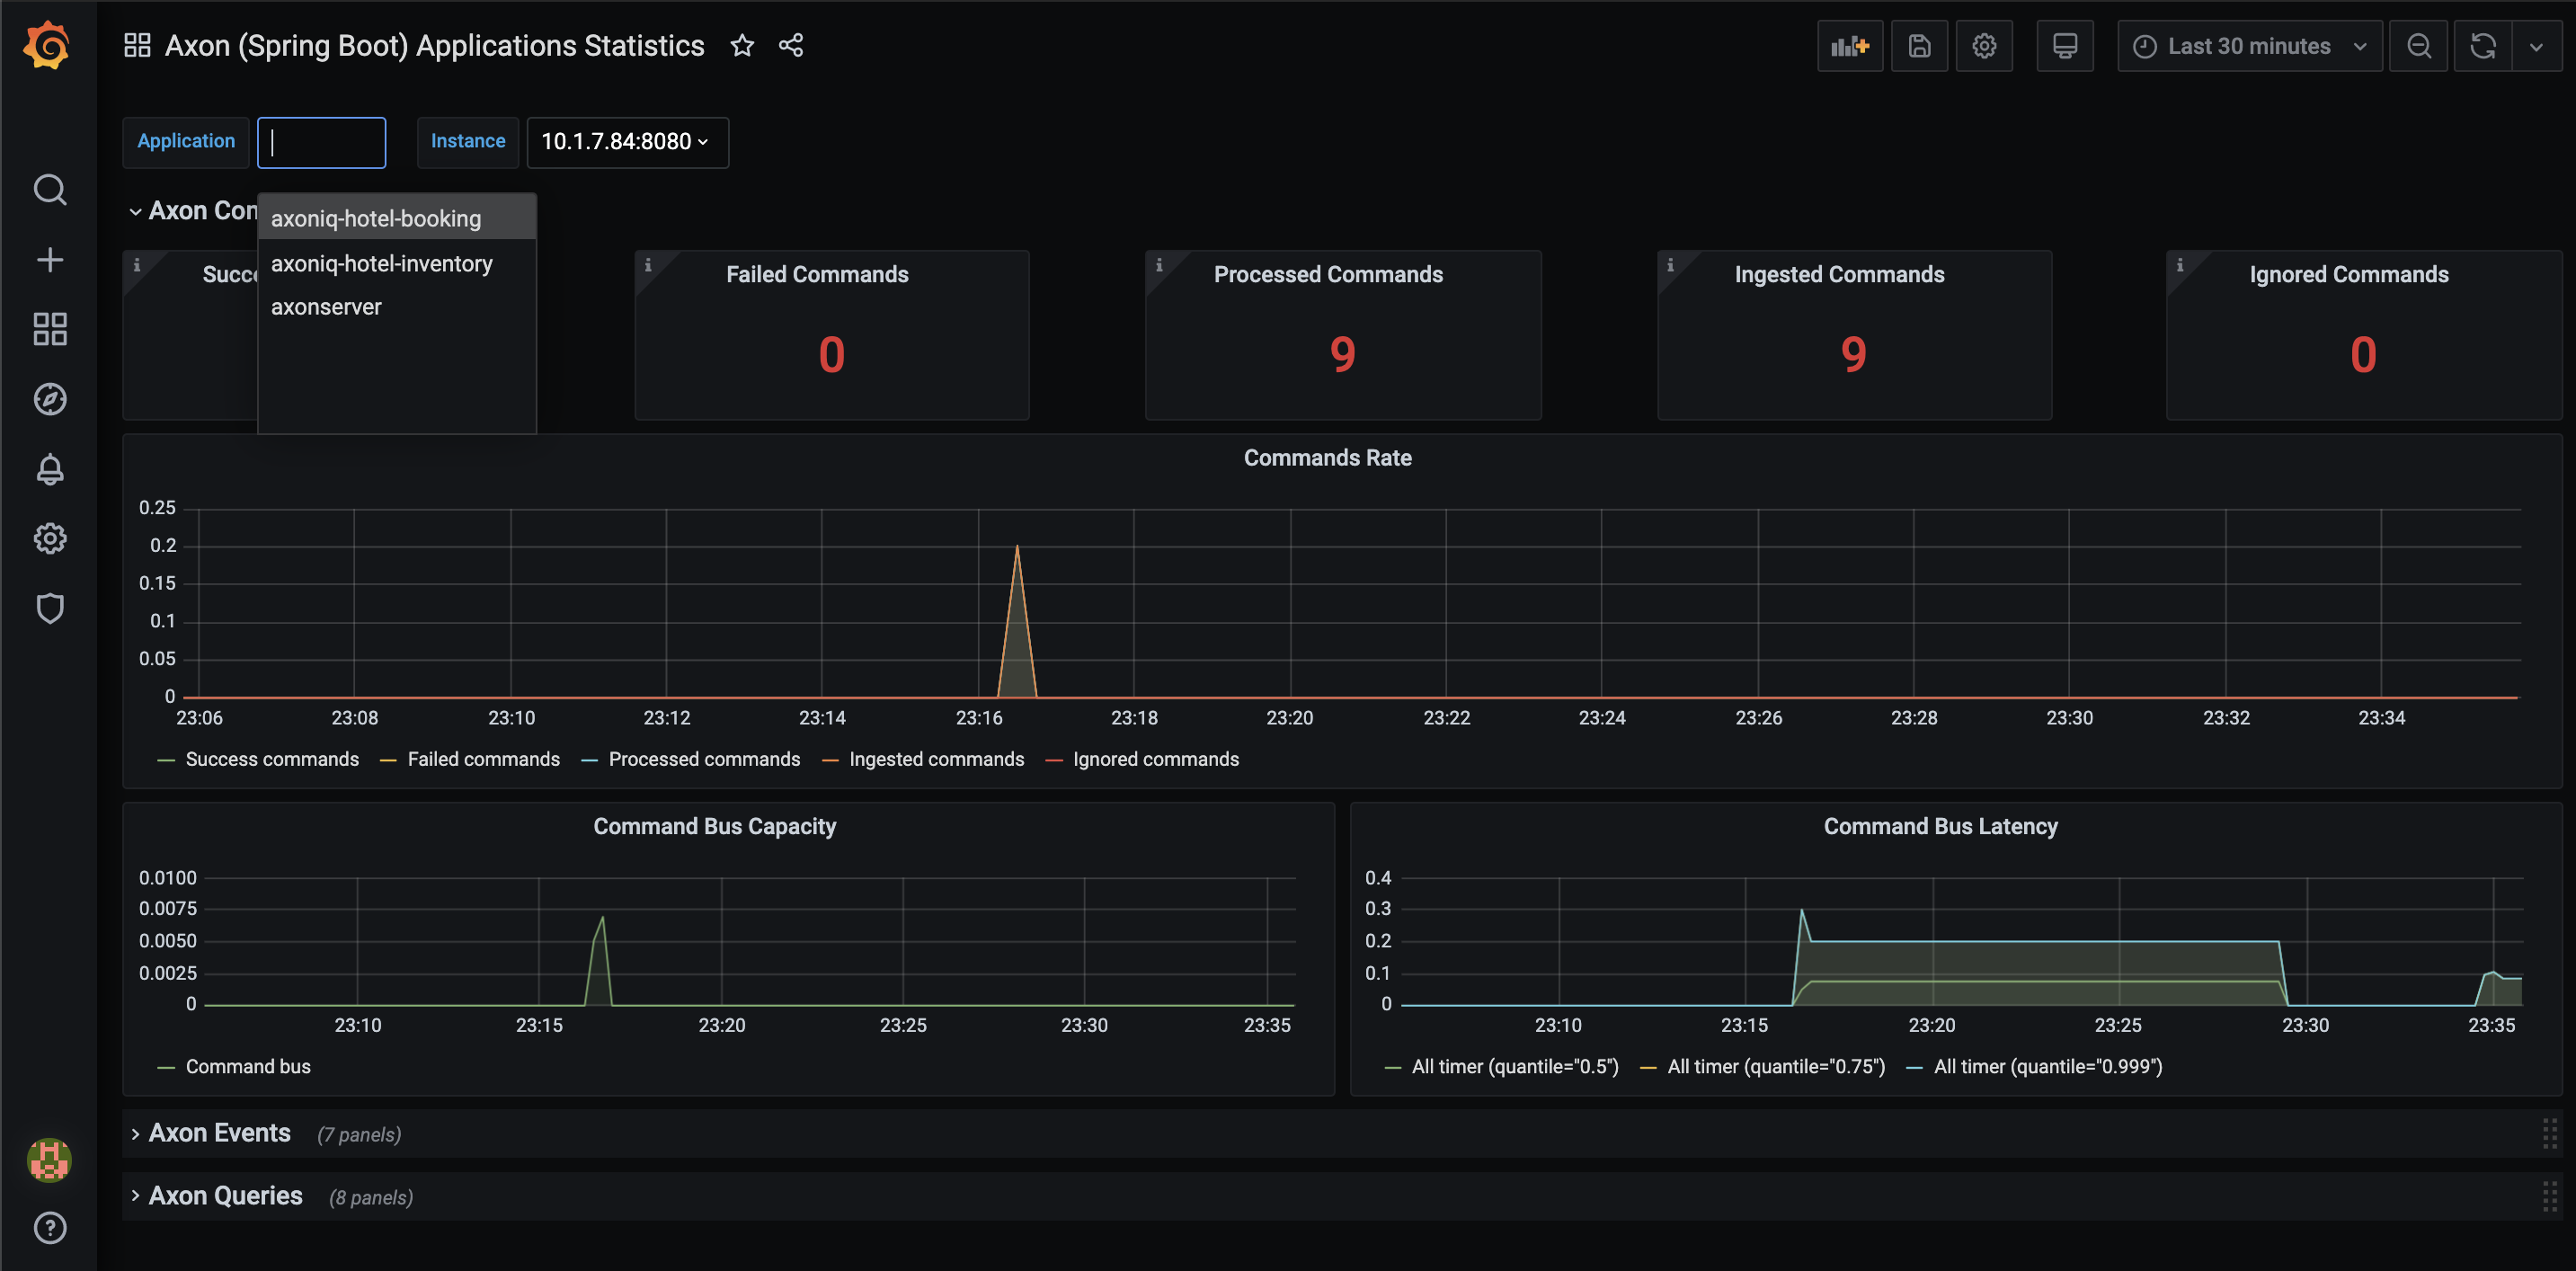 Axon (Spring Boot) Applications Statistics
Last 30 minutes
Application
Instance 10.1.7.84:8080
axoniq-hotel-booking
axoniq-hotel-inventory
axonserver
Axon Con
Succe
Failed Commands
Processed Commands
Ingested Commands
Ignored Commands
0
9
9
0
Commands Rate
0.25
0.2
0.15
0.1
0.05
0
23:06 23:08 23:10 23:12 23:14 23:16 23:18 23:20 23:22 23:24 23:26 23:28 23:30 23:32 23:34
Success commands Failed commands Processed commands Ingested commands Ignored commands
Command Bus Capacity
0.0100
0.0075
0.0050
0.0025
0
23:10 23:15 23:20 23:25 23:30 23:35
Command bus
Command Bus Latency
0.4
0.3
0.2
0.1
0
23:10 23:15 23:20 23:25 23:30 23:35
All timer (quantile="0.5") All timer (quantile="0.75") All timer (quantile="0.999")
Axon Events (7 panels)
Axon Queries (8 panels)